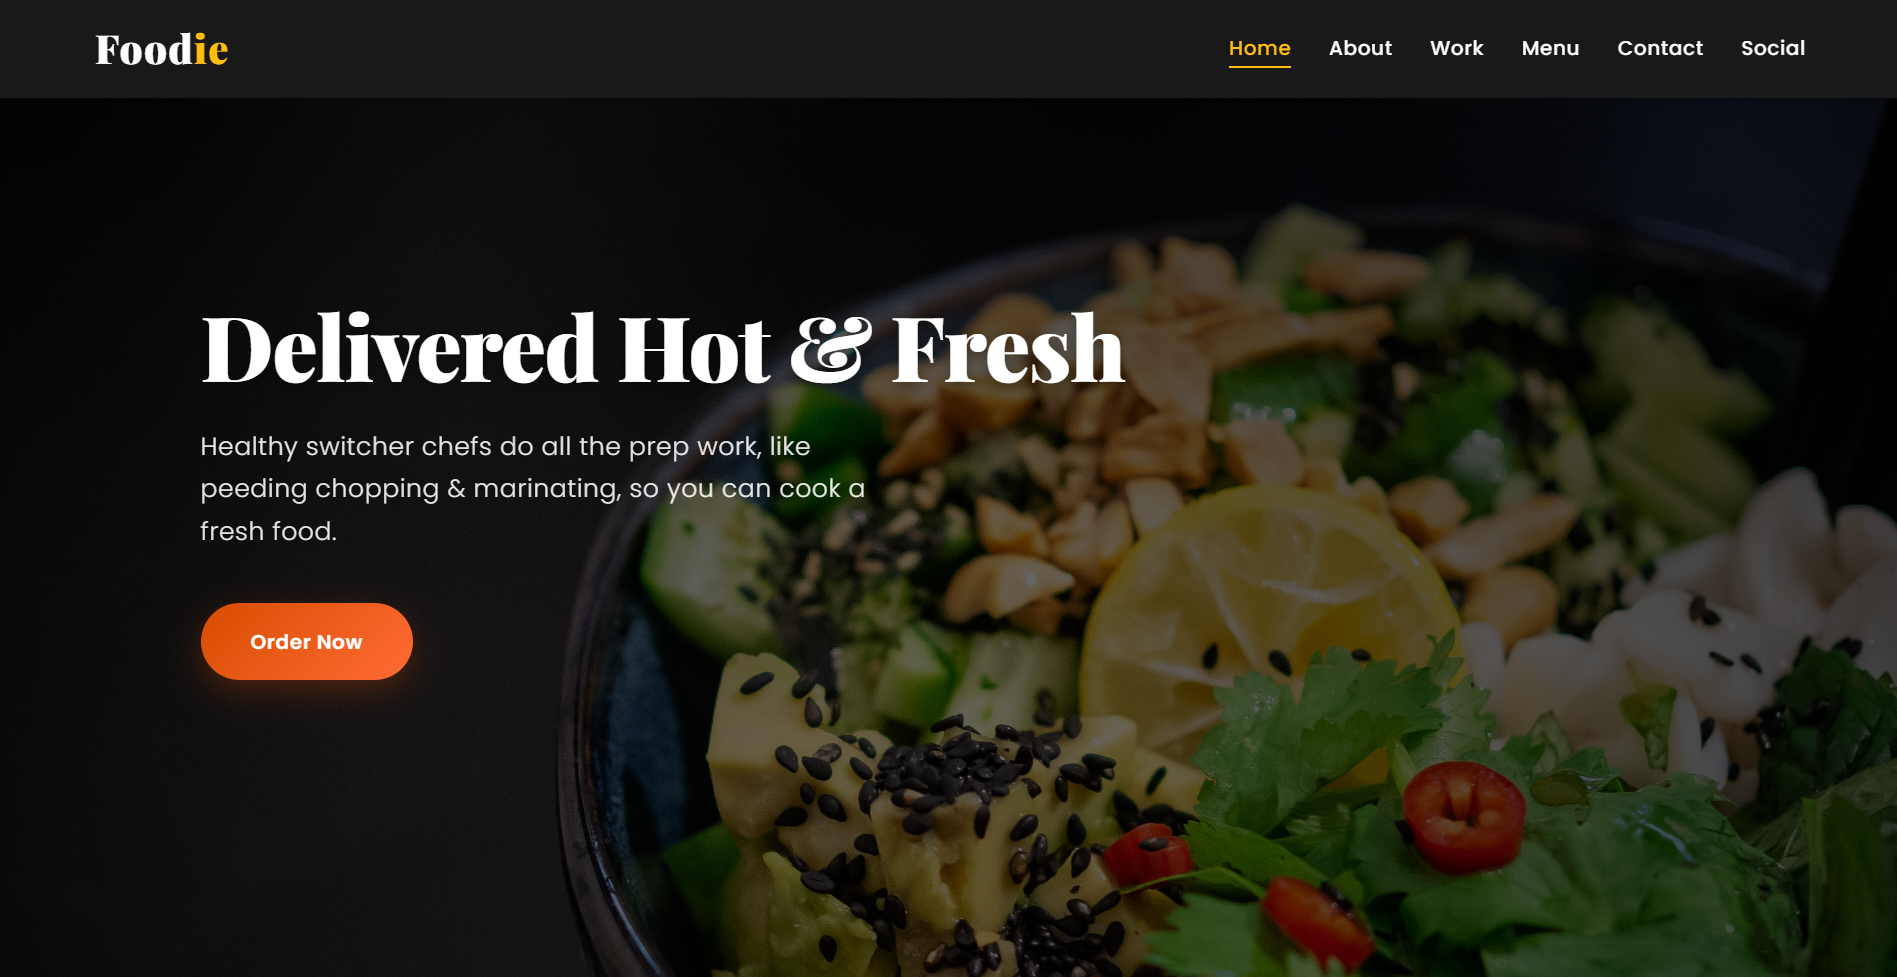 Foodie
Home About Work Menu Contact Social
Delivered Hot & Fresh
Healthy switcher chefs do all the prep work, like
peeding chopping & marinating, so you can cook a
fresh food.
Order Now